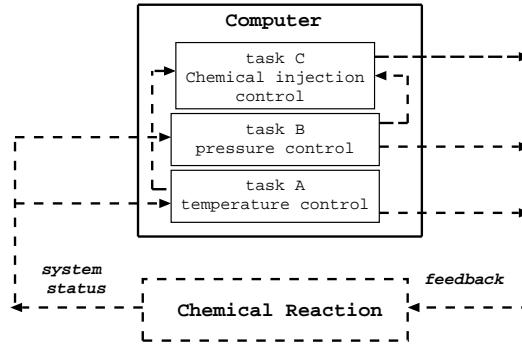 Computer
task C
Chemical injection
control
task B
pressure control
task A
temperature control
system
status
feedback
Chemical Reaction